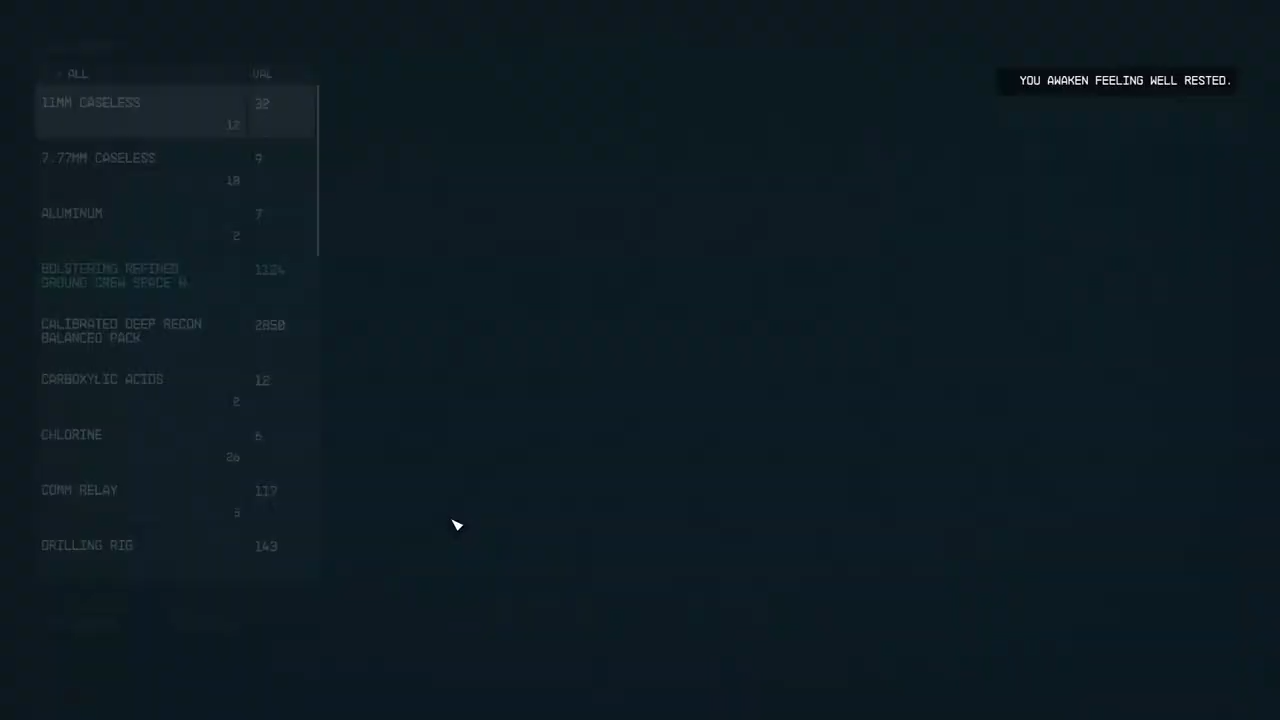 ALL VAL
YOU AWAKEN FEELING WELL RESTED.
11MM CASELESS 32
12
7.77MM CASELESS 9
18
ALUMINUM 7
2
BOLSTERING REFINED 1124
GROUND CREW SPACE H
CALIBRATED DEEP RECON 2850
BALANCED PACK
CARBOXYLIC ACIDS 12
2
CHLORINE 5
26
COMM RELAY 117
DRILLING RIG 143